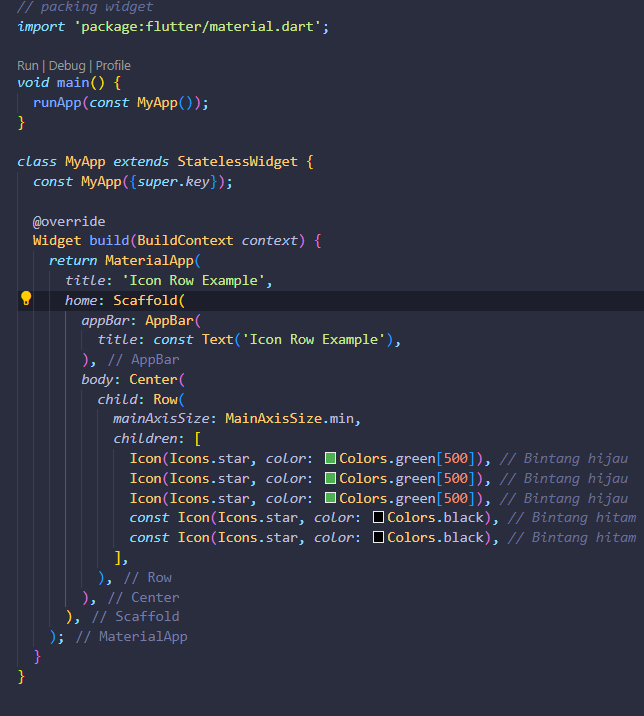 // packing widget
import 'package:flutter/material.dart';
Run | Debug | Profile
void main() {
  runApp(const MyApp());
}
class MyApp extends StatelessWidget {
  const MyApp({super.key});
  @override
  Widget build(BuildContext context) {
    return MaterialApp(
      title: 'Icon Row Example',
      home: Scaffold(
        appBar: AppBar(
          title: const Text('Icon Row Example'),
        ), // AppBar
        body: Center(
          child: Row(
            mainAxisSize: MainAxisSize.min,
            children: [
              Icon(Icons.star, color: Colors.green[500]), // Bintang hijau
              Icon(Icons.star, color: Colors.green[500]), // Bintang hijau
              Icon(Icons.star, color: Colors.green[500]), // Bintang hijau
              const Icon(Icons.star, color: Colors.black), // Bintang hitam
              const Icon(Icons.star, color: Colors.black), // Bintang hitam
            ],
          ), // Row
        ), // Center
      ), // Scaffold
    ); // MaterialApp
  }
}